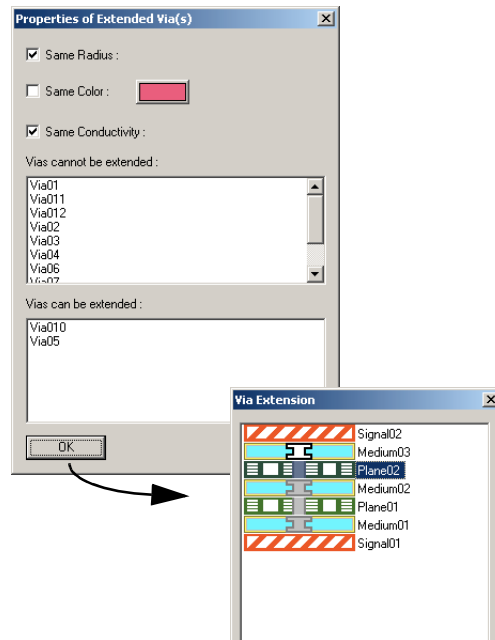 Properties of Extended Via(s)
Same Radius :
Same Color :
Same Conductivity :
Vias cannot be extended :
Via01
Via011
Via012
Via02
Via03
Via04
Via06
Via07
Vias can be extended :
Via010
Via05
OK
Via Extension
Signal02
Medium03
Plane02
Medium02
Plane01
Medium01
Signal01